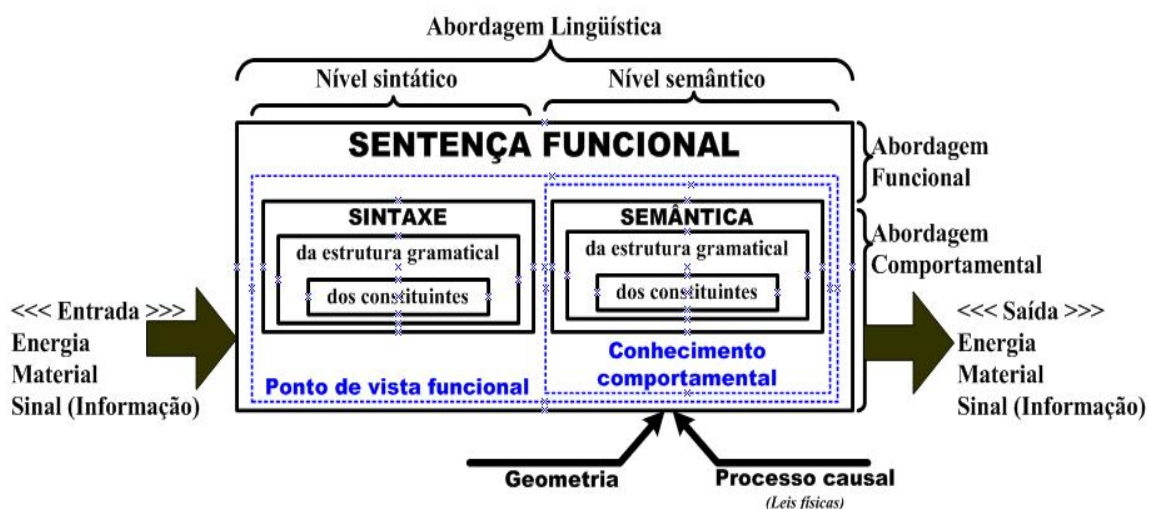 Abordagem Lingüística
Nível sintático
Nível semântico
SENTENÇA FUNCIONAL
Abordagem
Funcional
SINTAXE
da estrutura gramatical
dos constituintes
SEMÂNTICA
da estrutura gramatical
dos constituintes
Abordagem
Comportamental
<<< Entrada >>>
Energia
Material
Sinal (Informação)
Ponto de vista funcional
Conhecimento
comportamental
<<< Saída >>>
Energia
Material
Sinal (Informação)
Geometria
Processo causal
(Leis físicas)